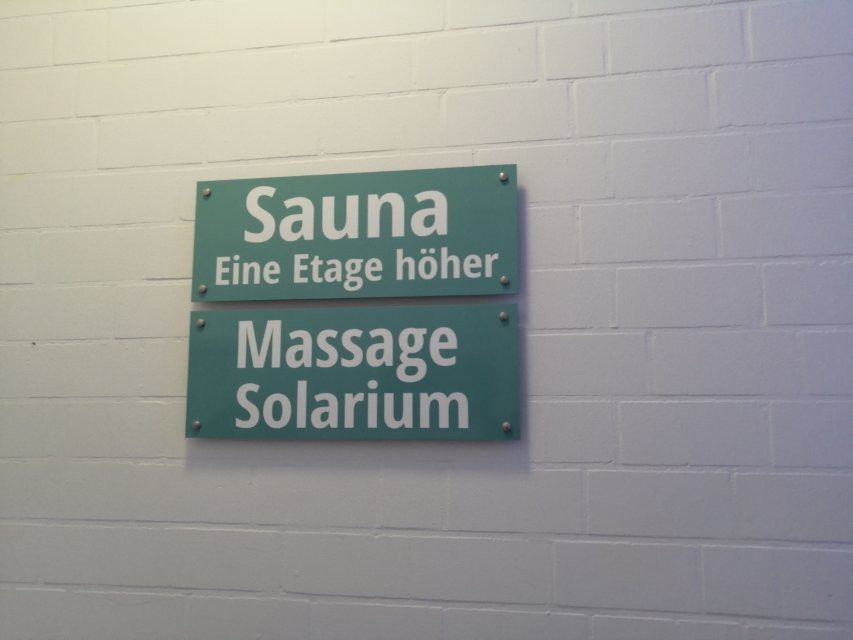 Sauna
Eine Etage höher
Massage
Solarium